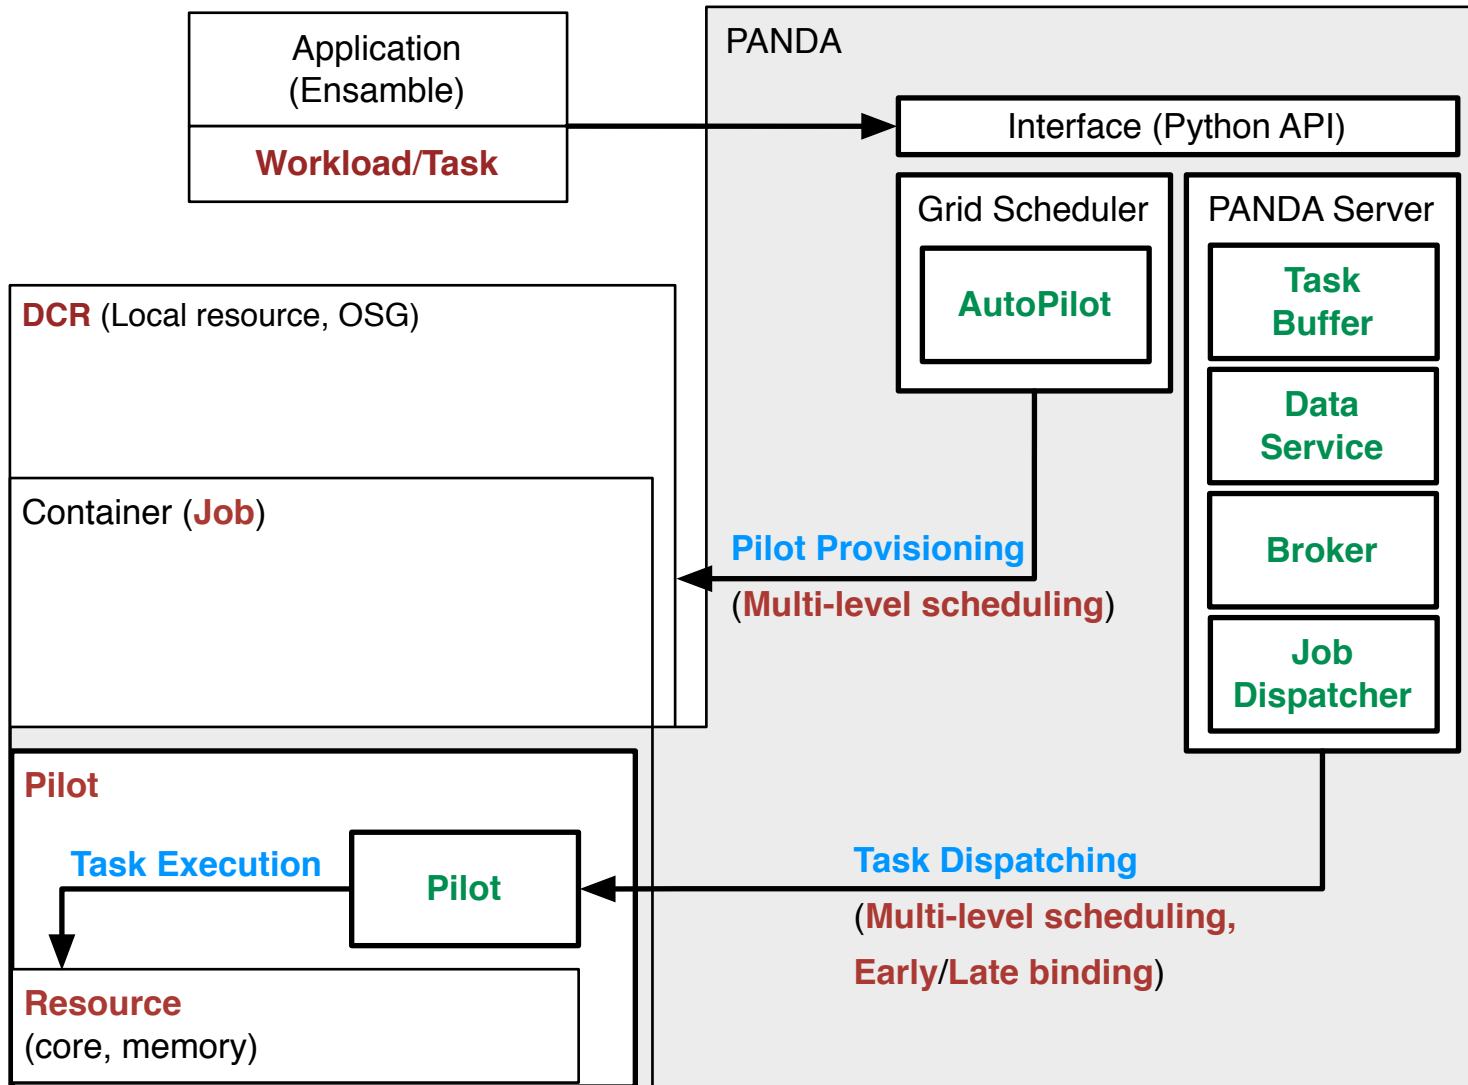 Application
(Ensamble)
Workload/Task
PANDA
Interface (Python API)
Grid Scheduler
AutoPilot
PANDA Server
Task
Buffer
Data
Service
Broker
Job
Dispatcher
DCR (Local resource, OSG)
Container (Job)
Pilot Provisioning
(Multi-level scheduling)
Pilot
Task Execution
Pilot
Task Dispatching
(Multi-level scheduling,
Early/Late binding)
Resource
(core, memory)